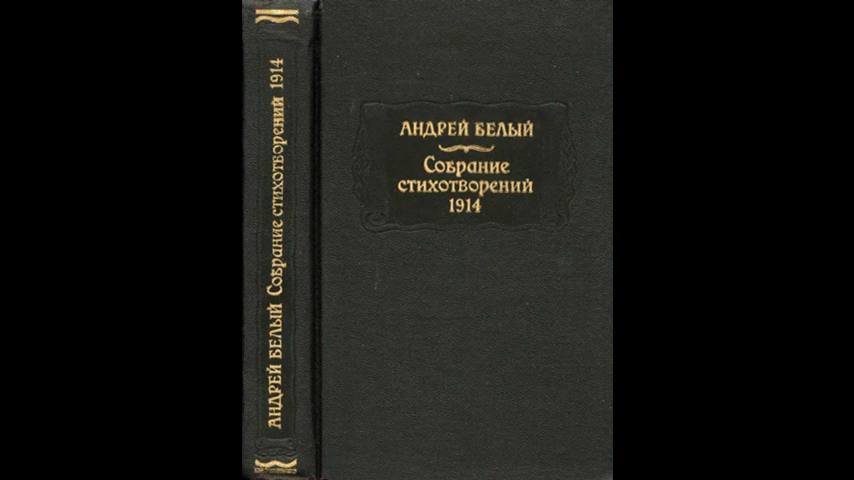 АНДРЕЙ БЕЛЫЙ Собрание стихотворений 1914
АНДРЕЙ БЕЛЫЙ
Собрание
стихотворений
1914